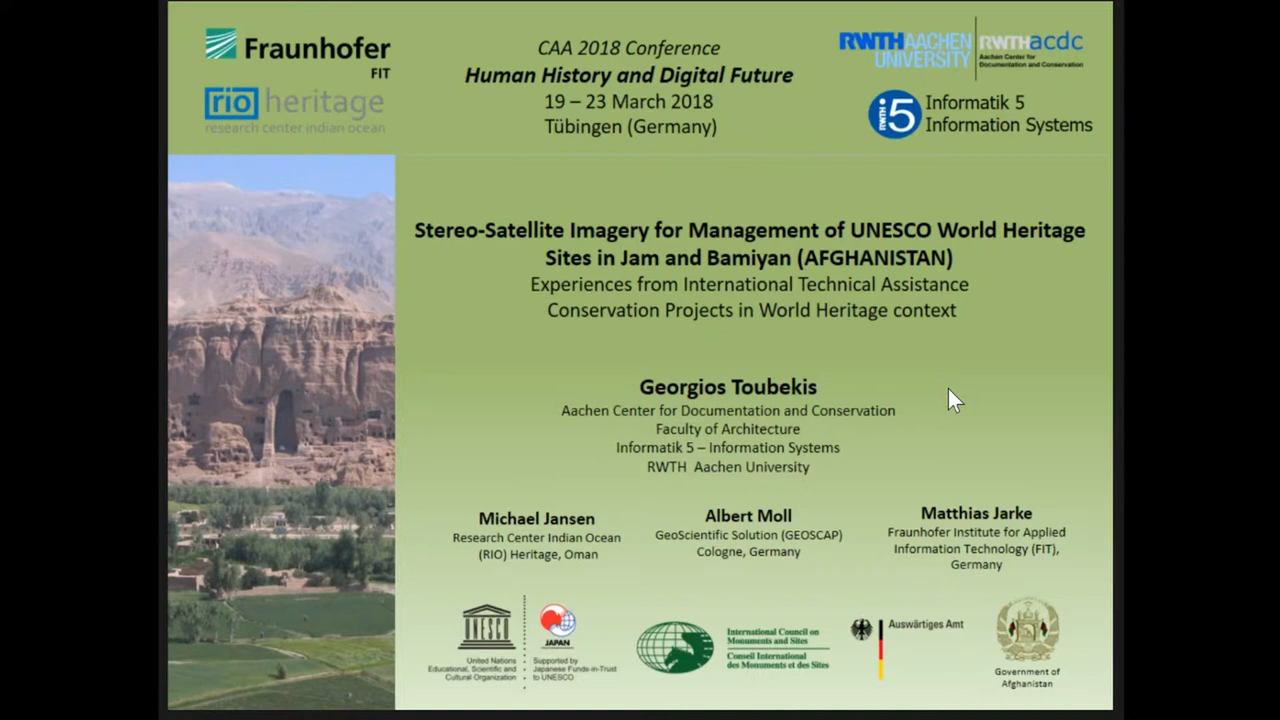 Fraunhofer
FIT
rio heritage
research center indian ocean
CAA 2018 Conference
Human History and Digital Future
19 – 23 March 2018
Tübingen (Germany)
RWTH AACHEN
UNIVERSITY
RWTH acdc
Aachen Center for
Documentation and Conservation
RWTH i5
Informatik 5
Information Systems
Stereo-Satellite Imagery for Management of UNESCO World Heritage
Sites in Jam and Bamiyan (AFGHANISTAN)
Experiences from International Technical Assistance
Conservation Projects in World Heritage context
Georgios Toubekis
Aachen Center for Documentation and Conservation
Faculty of Architecture
Informatik 5 – Information Systems
RWTH Aachen University
Michael Jansen
Research Center Indian Ocean
(RIO) Heritage, Oman
Albert Moll
GeoScientific Solution (GEOSCAP)
Cologne, Germany
Matthias Jarke
Fraunhofer Institute for Applied
Information Technology (FIT),
Germany
UNESCO
United Nations
Educational, Scientific and
Cultural Organization
JAPAN
Supported by
Japanese Funds-in-Trust
to UNESCO
International Council on
Monuments and Sites
Conseil International
des Monuments et des Sites
Auswärtiges Amt
Government of
Afghanistan